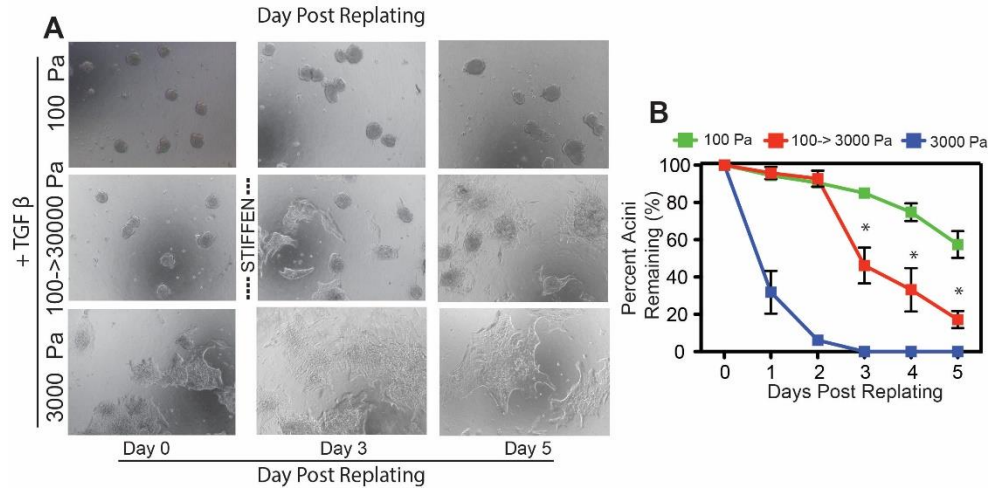 A
Day Post Replating
+ TGF β
100 Pa
100->30000 Pa
3000 Pa
---- STIFFEN ----
Day 0
Day 3
Day 5
Day Post Replating
B
100 Pa
100-> 3000 Pa
3000 Pa
Percent Acini
Remaining (%)
100
80
60
40
20
0
*
*
*
0 1 2 3 4 5
Days Post Replating